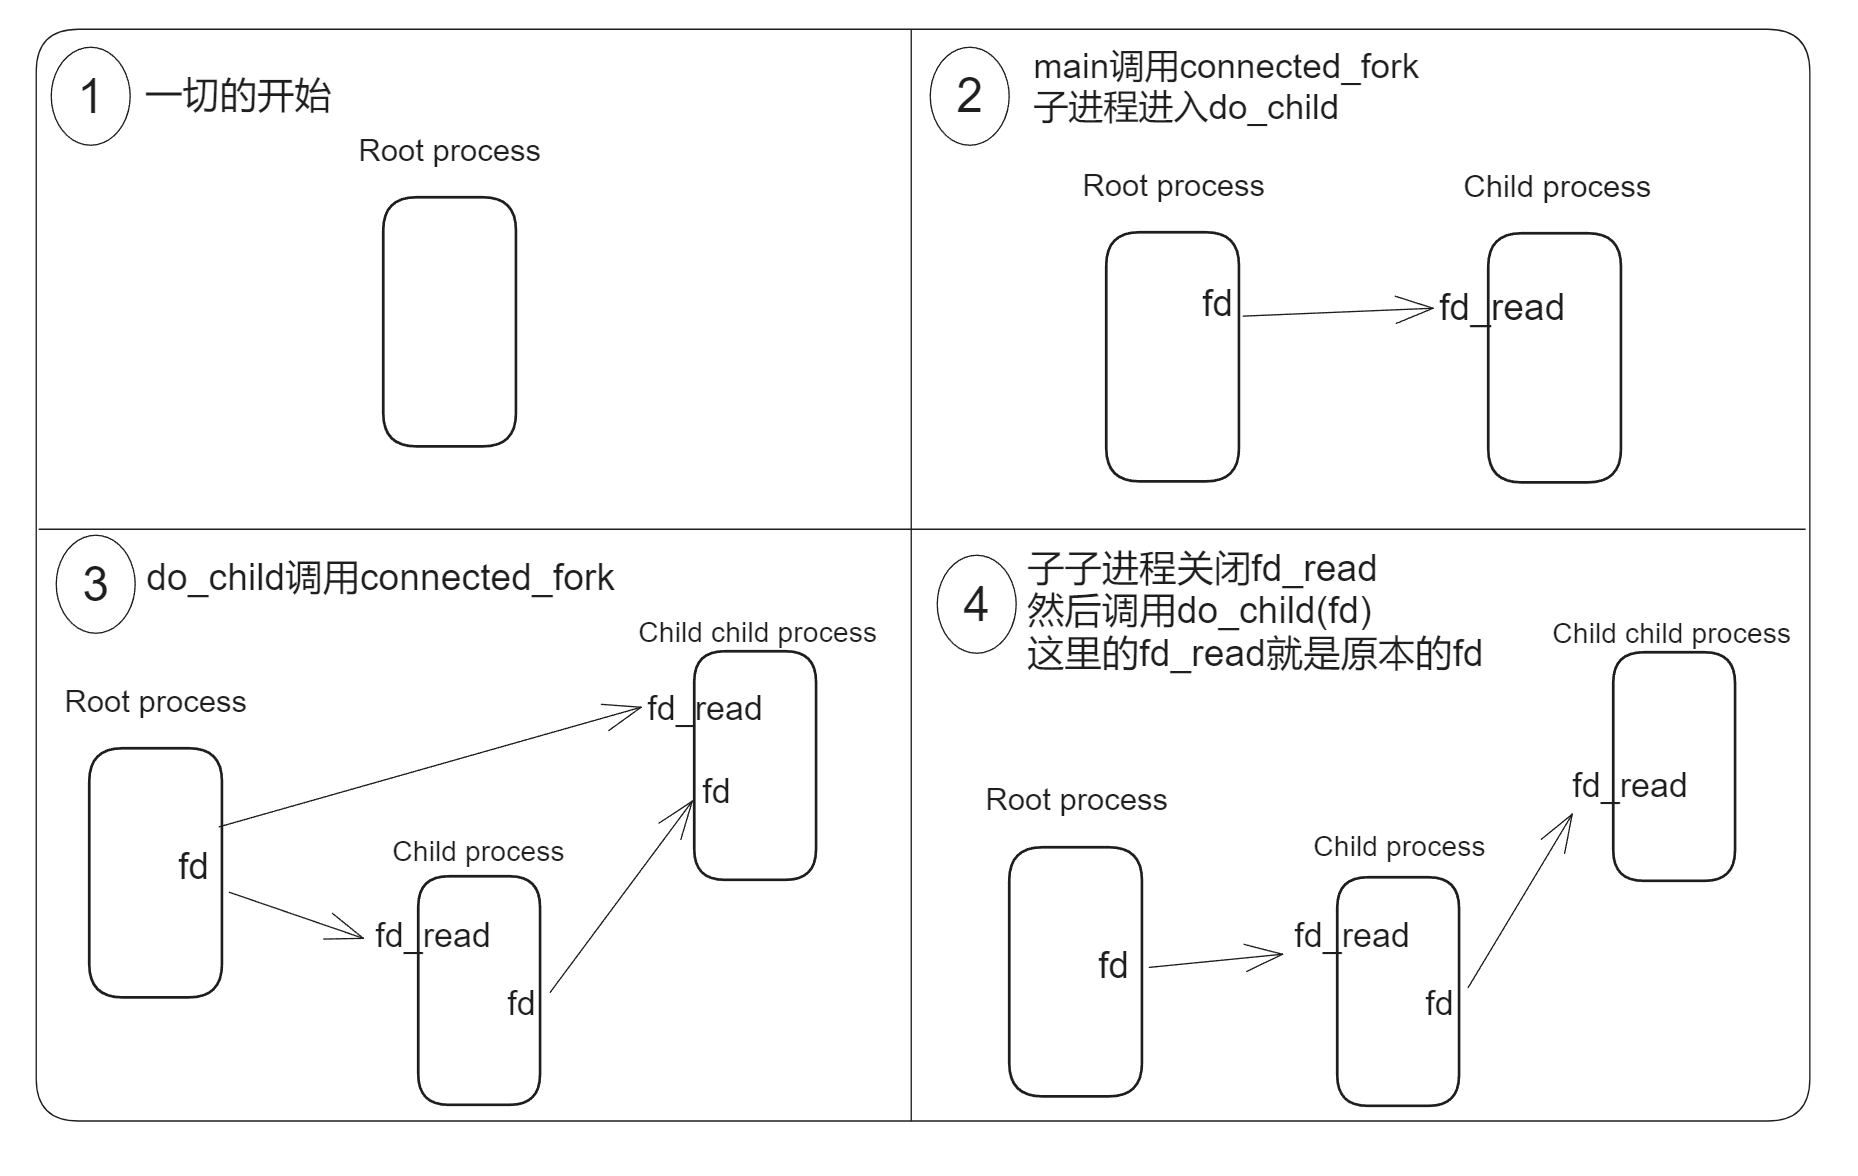 1
一切的开始
Root process
2
main调用connected_fork
子进程进入do_child
Root process
Child process
fd
fd_read
3
do_child调用connected_fork
Child child process
Root process
fd_read
fd
fd
Child process
fd_read
fd
4
子子进程关闭fd_read
然后调用do_child(fd)
这里的fd_read就是原本的fd
Child child process
Root process
fd_read
Child process
fd
fd_read
fd